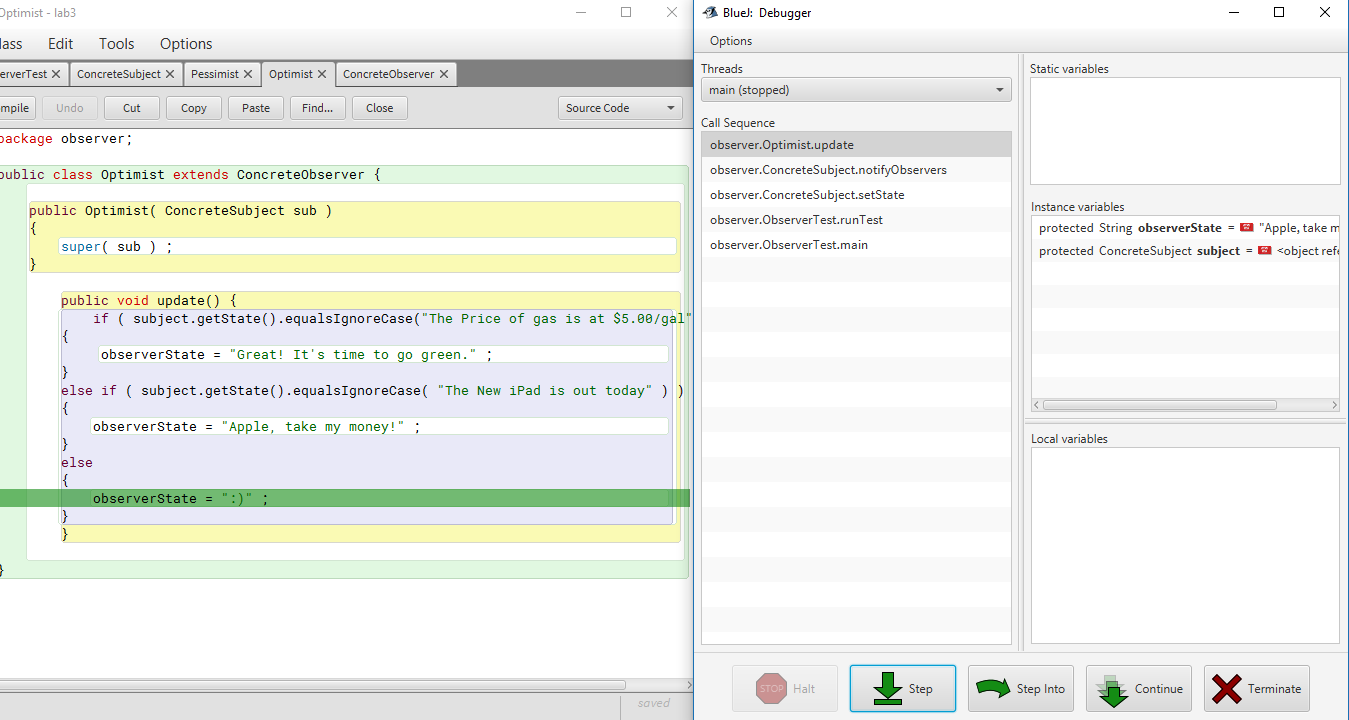 Optimist - lab3
lass Edit Tools Options
erverTest ConcreteSubject Pessimist Optimist ConcreteObserver
mpile Undo Cut Copy Paste Find... Close Source Code
package observer;
public class Optimist extends ConcreteObserver {
public Optimist( ConcreteSubject sub )
{
super( sub ) ;
}
public void update() {
if ( subject.getState().equalsIgnoreCase("The Price of gas is at $5.00/gal"
{
observerState = "Great! It's time to go green." ;
}
else if ( subject.getState().equalsIgnoreCase( "The New iPad is out today" ) )
{
observerState = "Apple, take my money!" ;
}
else
{
observerState = ":)" ;
}
}
}
saved
BlueJ: Debugger
Options
Threads
main (stopped)
Call Sequence
observer.Optimist.update
observer.ConcreteSubject.notifyObservers
observer.ConcreteSubject.setState
observer.ObserverTest.runTest
observer.ObserverTest.main
Static variables
Instance variables
protected String observerState = "Apple, take m
protected ConcreteSubject subject = <object refe
Local variables
STOP Halt Step Step Into Continue Terminate